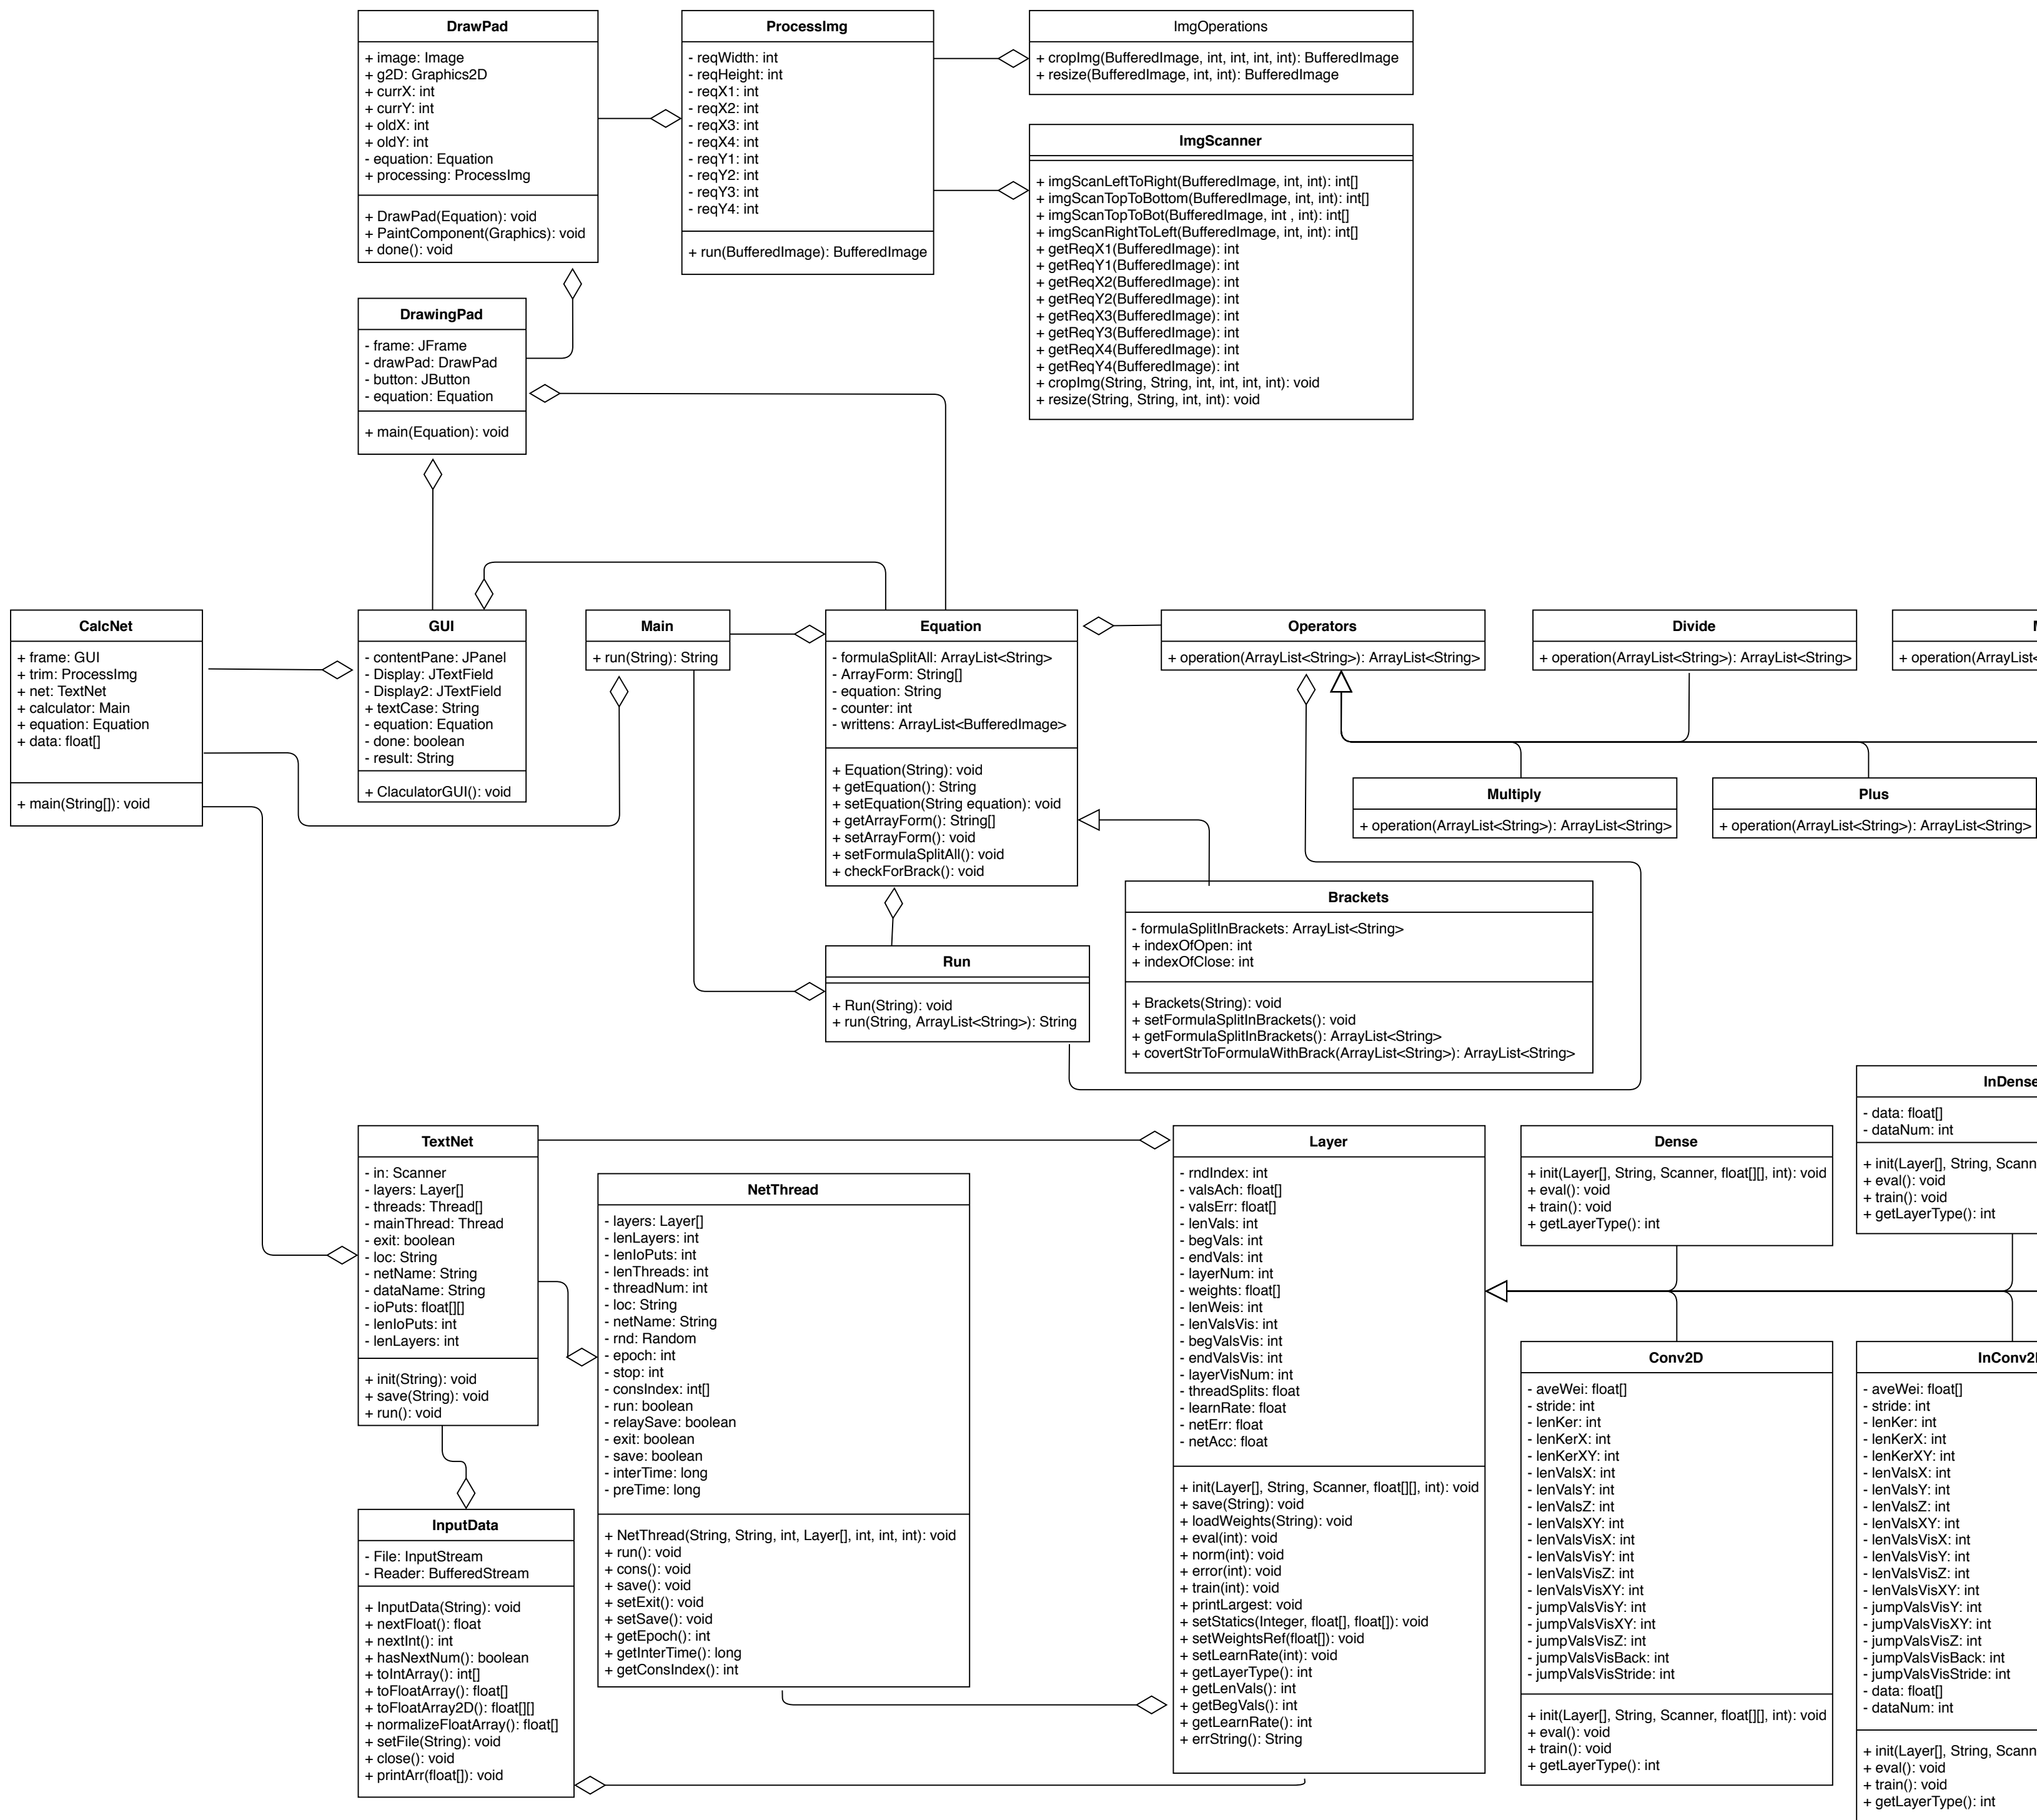 DrawPad
+ image: Image
+ g2D: Graphics2D
+ currX: int
+ currY: int
+ oldX: int
+ oldY: int
- equation: Equation
+ processing: ProcessImg
+ DrawPad(Equation): void
+ PaintComponent(Graphics): void
+ done(): void
ProcessImg
- reqWidth: int
- reqHeight: int
- reqX1: int
- reqX2: int
- reqX3: int
- reqX4: int
- reqY1: int
- reqY2: int
- reqY3: int
- reqY4: int
+ run(BufferedImage): BufferedImage
ImgOperations
+ cropImg(BufferedImage, int, int, int, int): BufferedImage
+ resize(BufferedImage, int, int): BufferedImage
ImgScanner
+ imgScanLeftToRight(BufferedImage, int, int): int[]
+ imgScanTopToBottom(BufferedImage, int, int): int[]
+ imgScanTopToBot(BufferedImage, int , int): int[]
+ imgScanRightToLeft(BufferedImage, int, int): int[]
+ getReqX1(BufferedImage): int
+ getReqY1(BufferedImage): int
+ getReqX2(BufferedImage): int
+ getReqY2(BufferedImage): int
+ getReqX3(BufferedImage): int
+ getReqY3(BufferedImage): int
+ getReqX4(BufferedImage): int
+ getReqY4(BufferedImage): int
+ cropImg(String, String, int, int, int, int): void
+ resize(String, String, int, int): void
DrawingPad
- frame: JFrame
- drawPad: DrawPad
- button: JButton
- equation: Equation
+ main(Equation): void
CalcNet
+ frame: GUI
+ trim: ProcessImg
+ net: TextNet
+ calculator: Main
+ equation: Equation
+ data: float[]
+ main(String[]): void
GUI
- contentPane: JPanel
- Display: JTextField
- Display2: JTextField
+ textCase: String
- equation: Equation
- done: boolean
- result: String
+ ClaculatorGUI(): void
Main
+ run(String): String
Equation
- formulaSplitAll: ArrayList<String>
- ArrayForm: String[]
- equation: String
- counter: int
- writtens: ArrayList<BufferedImage>
+ Equation(String): void
+ getEquation(): String
+ setEquation(String equation): void
+ getArrayForm(): String[]
+ setArrayForm(): void
+ setFormulaSplitAll(): void
+ checkForBrack(): void
Operators
+ operation(ArrayList<String>): ArrayList<String>
Divide
+ operation(ArrayList<String>): ArrayList<String>
M
+ operation(ArrayList<
Multiply
+ operation(ArrayList<String>): ArrayList<String>
Plus
+ operation(ArrayList<String>): ArrayList<String>
Brackets
- formulaSplitInBrackets: ArrayList<String>
+ indexOfOpen: int
+ indexOfClose: int
+ Brackets(String): void
+ setFormulaSplitInBrackets(): void
+ getFormulaSplitInBrackets(): ArrayList<String>
+ covertStrToFormulaWithBrack(ArrayList<String>): ArrayList<String>
Run
+ Run(String): void
+ run(String, ArrayList<String>): String
TextNet
- in: Scanner
- layers: Layer[]
- threads: Thread[]
- mainThread: Thread
- exit: boolean
- loc: String
- netName: String
- dataName: String
- ioPuts: float[][]
- lenIoPuts: int
- lenLayers: int
+ init(String): void
+ save(String): void
+ run(): void
NetThread
- layers: Layer[]
- lenLayers: int
- lenIoPuts: int
- lenThreads: int
- threadNum: int
- loc: String
- netName: String
- rnd: Random
- epoch: int
- stop: int
- consIndex: int[]
- run: boolean
- relaySave: boolean
- exit: boolean
- save: boolean
- interTime: long
- preTime: long
+ NetThread(String, String, int, Layer[], int, int, int): void
+ run(): void
+ cons(): void
+ save(): void
+ setExit(): void
+ setSave(): void
+ getEpoch(): int
+ getInterTime(): long
+ getConsIndex(): int
InputData
- File: InputStream
- Reader: BufferedStream
+ InputData(String): void
+ nextFloat(): float
+ nextInt(): int
+ hasNextNum(): boolean
+ toIntArray(): int[]
+ toFloatArray(): float[]
+ toFloatArray2D(): float[][]
+ normalizeFloatArray(): float[]
+ setFile(String): void
+ close(): void
+ printArr(float[]): void
Layer
- rndIndex: int
- valsAch: float[]
- valsErr: float[]
- lenVals: int
- begVals: int
- endVals: int
- layerNum: int
- weights: float[]
- lenWeis: int
- lenValsVis: int
- begValsVis: int
- endValsVis: int
- layerVisNum: int
- threadSplits: float
- learnRate: float
- netErr: float
- netAcc: float
+ init(Layer[], String, Scanner, float[][], int): void
+ save(String): void
+ loadWeights(String): void
+ eval(int): void
+ norm(int): void
+ error(int): void
+ train(int): void
+ printLargest: void
+ setStatics(Integer, float[], float[]): void
+ setWeightsRef(float[]): void
+ setLearnRate(int): void
+ getLayerType(): int
+ getLenVals(): int
+ getBegVals(): int
+ getLearnRate(): int
+ errString(): String
Dense
+ init(Layer[], String, Scanner, float[][], int): void
+ eval(): void
+ train(): void
+ getLayerType(): int
InDense
- data: float[]
- dataNum: int
+ init(Layer[], String, Scann
+ eval(): void
+ train(): void
+ getLayerType(): int
Conv2D
- aveWei: float[]
- stride: int
- lenKer: int
- lenKerX: int
- lenKerXY: int
- lenValsX: int
- lenValsY: int
- lenValsZ: int
- lenValsXY: int
- lenValsVisX: int
- lenValsVisY: int
- lenValsVisZ: int
- lenValsVisXY: int
- jumpValsVisY: int
- jumpValsVisXY: int
- jumpValsVisZ: int
- jumpValsVisBack: int
- jumpValsVisStride: int
+ init(Layer[], String, Scanner, float[][], int): void
+ eval(): void
+ train(): void
+ getLayerType(): int
InConv2
- aveWei: float[]
- stride: int
- lenKer: int
- lenKerX: int
- lenKerXY: int
- lenValsX: int
- lenValsY: int
- lenValsZ: int
- lenValsXY: int
- lenValsVisX: int
- lenValsVisY: int
- lenValsVisZ: int
- lenValsVisXY: int
- jumpValsVisY: int
- jumpValsVisXY: int
- jumpValsVisZ: int
- jumpValsVisBack: int
- jumpValsVisStride: int
- data: float[]
- dataNum: int
+ init(Layer[], String, Scann
+ eval(): void
+ train(): void
+ getLayerType(): int